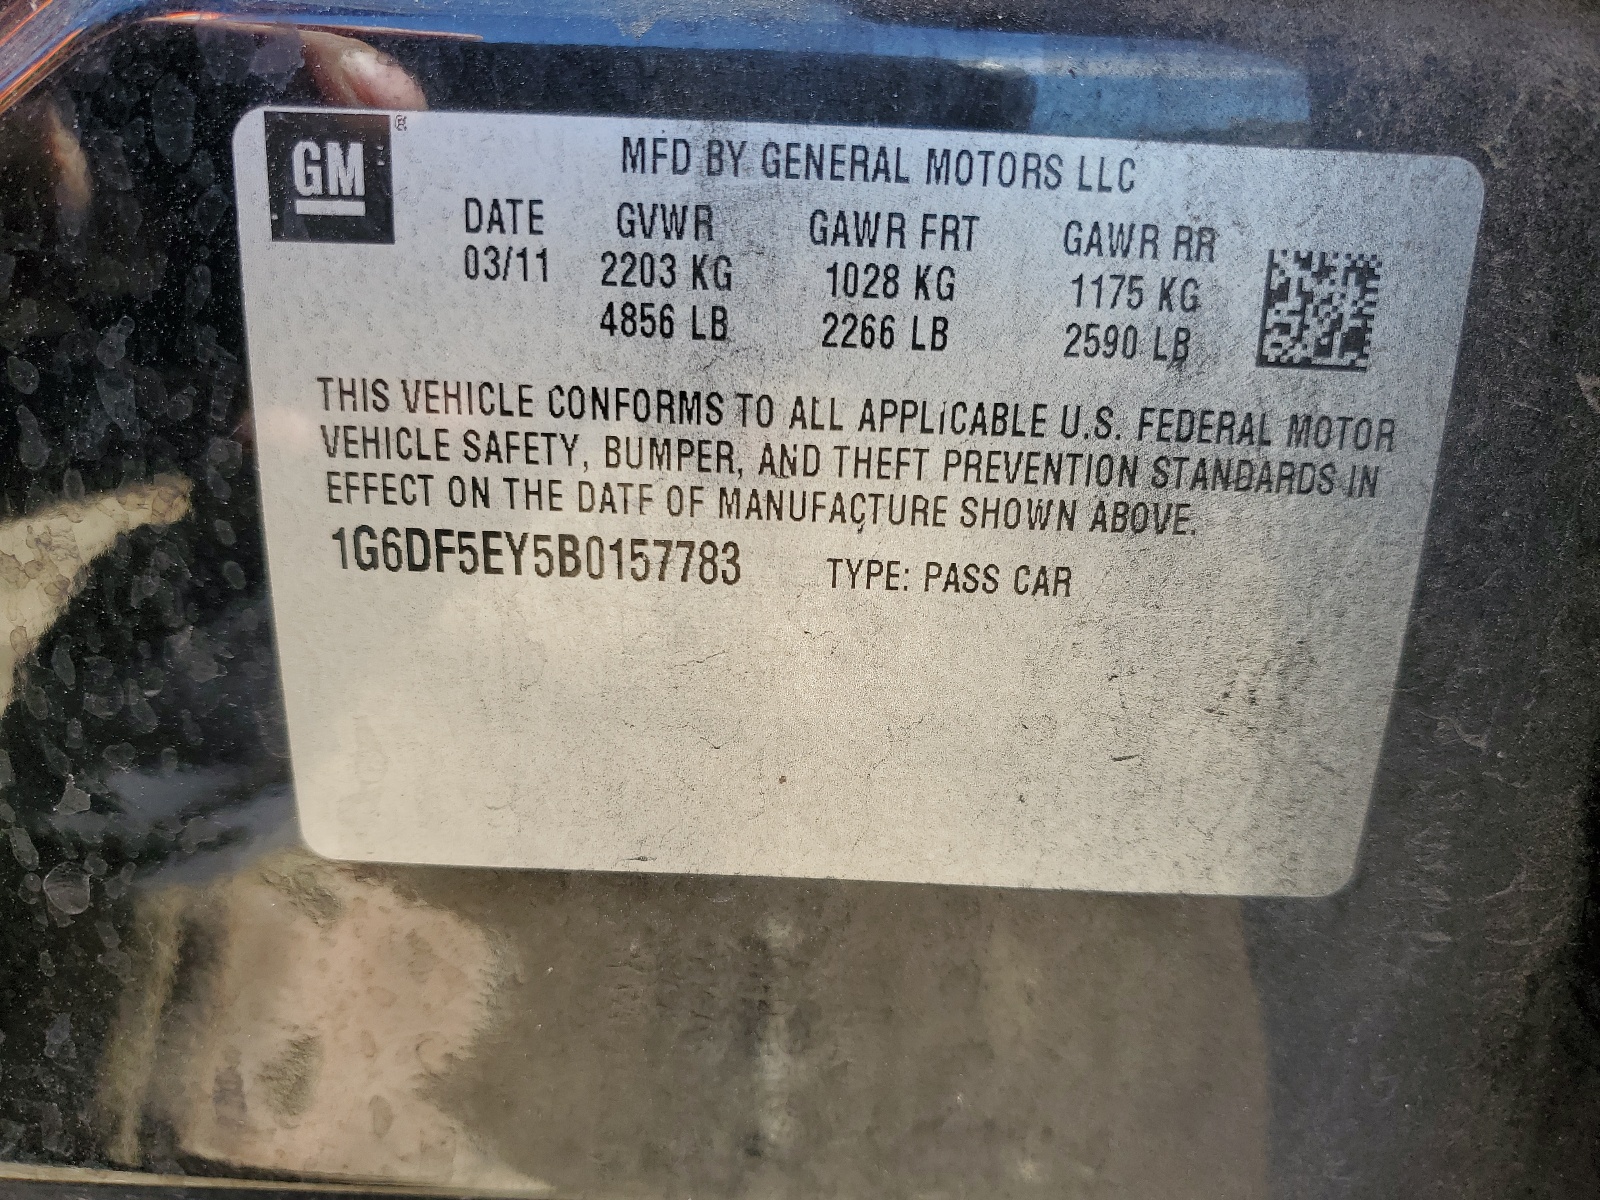 GM ®
MFD BY GENERAL MOTORS LLC
DATE GVWR GAWR FRT GAWR RR
03/11 2203 KG 1028 KG 1175 KG
4856 LB 2266 LB 2590 LB
THIS VEHICLE CONFORMS TO ALL APPLICABLE U.S. FEDERAL MOTOR
VEHICLE SAFETY, BUMPER, AND THEFT PREVENTION STANDARDS IN
EFFECT ON THE DATE OF MANUFACTURE SHOWN ABOVE.
1G6DF5EY5B0157783 TYPE: PASS CAR